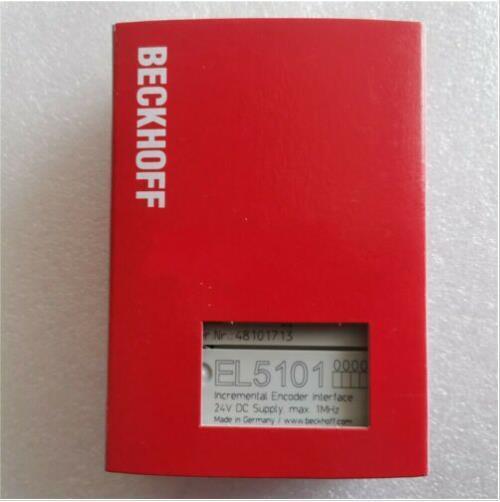 BECKHOFF
r Nr.: 48101713
EL5101 0000
Incremental Encoder Interface
24V DC Supply, max. 1MHz
Made in Germany / www.beckhoff.com